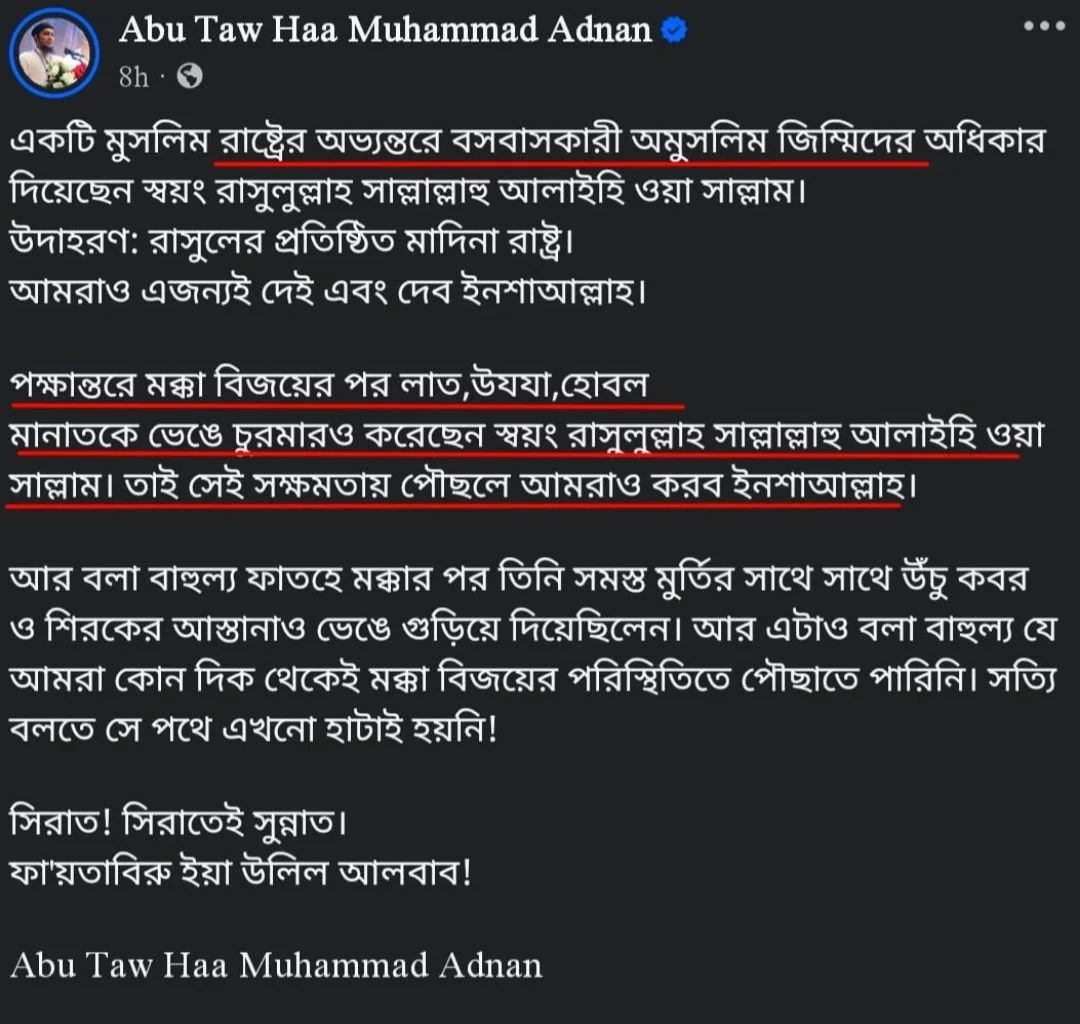 Abu Taw Haa Muhammad Adnan
8h ·
একটি মুসলিম রাষ্ট্রের অভ্যন্তরে বসবাসকারী অমুসলিম জিম্মিদের অধিকার
দিয়েছেন স্বয়ং রাসুলুল্লাহ সাল্লাল্লাহু আলাইহি ওয়া সাল্লাম।
উদাহরণ: রাসুলের প্রতিষ্ঠিত মাদিনা রাষ্ট্র।
আমরাও এজন্যই দেই এবং দেব ইনশাআল্লাহ।
পক্ষান্তরে মক্কা বিজয়ের পর লাত,উযযা,হোবল
মানাতকে ভেঙে চুরমারও করেছেন স্বয়ং রাসুলুল্লাহ সাল্লাল্লাহু আলাইহি ওয়া
সাল্লাম। তাই সেই সক্ষমতায় পৌছলে আমরাও করব ইনশাআল্লাহ।
আর বলা বাহুল্য ফাতহে মক্কার পর তিনি সমস্ত মুর্তির সাথে সাথে উঁচু কবর
ও শিরকের আস্তানাও ভেঙে গুড়িয়ে দিয়েছিলেন। আর এটাও বলা বাহুল্য যে
আমরা কোন দিক থেকেই মক্কা বিজয়ের পরিস্থিতিতে পৌছাতে পারিনি। সত্যি
বলতে সে পথে এখনো হাটাই হয়নি!
সিরাত! সিরাতেই সুন্নাত।
ফা'য়তাবিরু ইয়া উলিল আলবাব!
Abu Taw Haa Muhammad Adnan